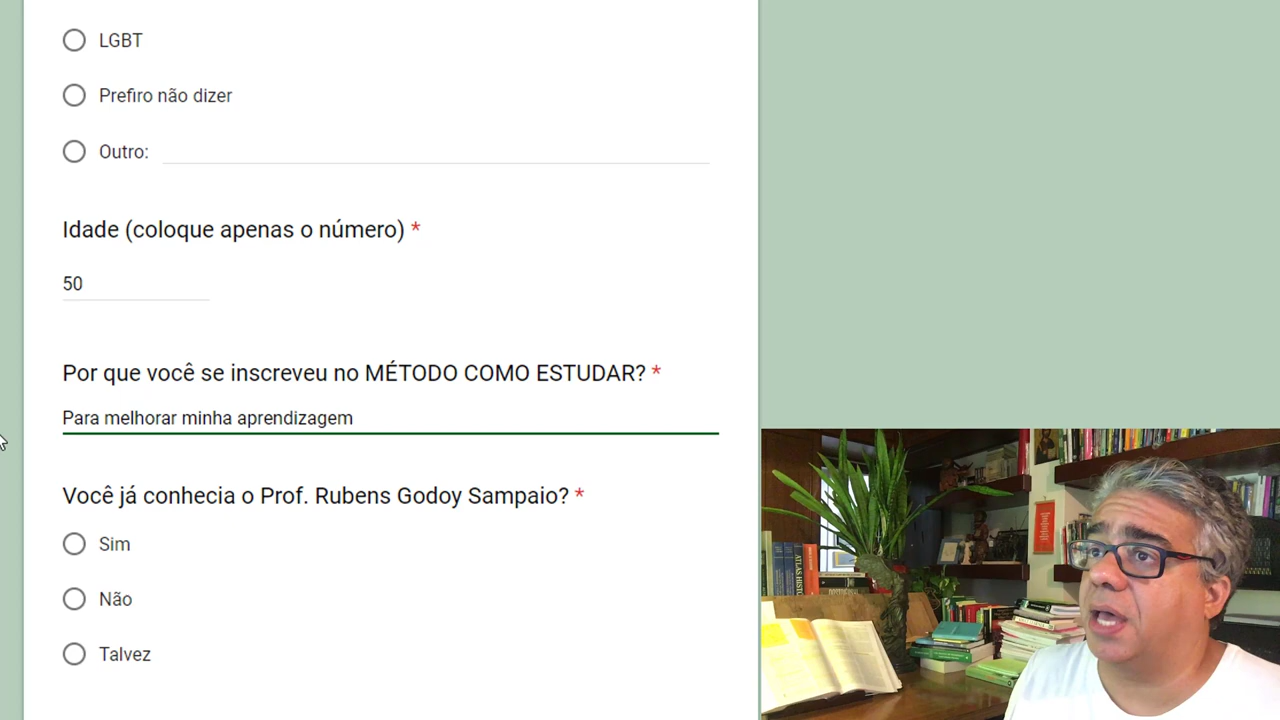 LGBT
Prefiro não dizer
Outro:
Idade (coloque apenas o número) *
50
Por que você se inscreveu no MÉTODO COMO ESTUDAR? *
Para melhorar minha aprendizagem
Você já conhecia o Prof. Rubens Godoy Sampaio? *
Sim
Não
Talvez